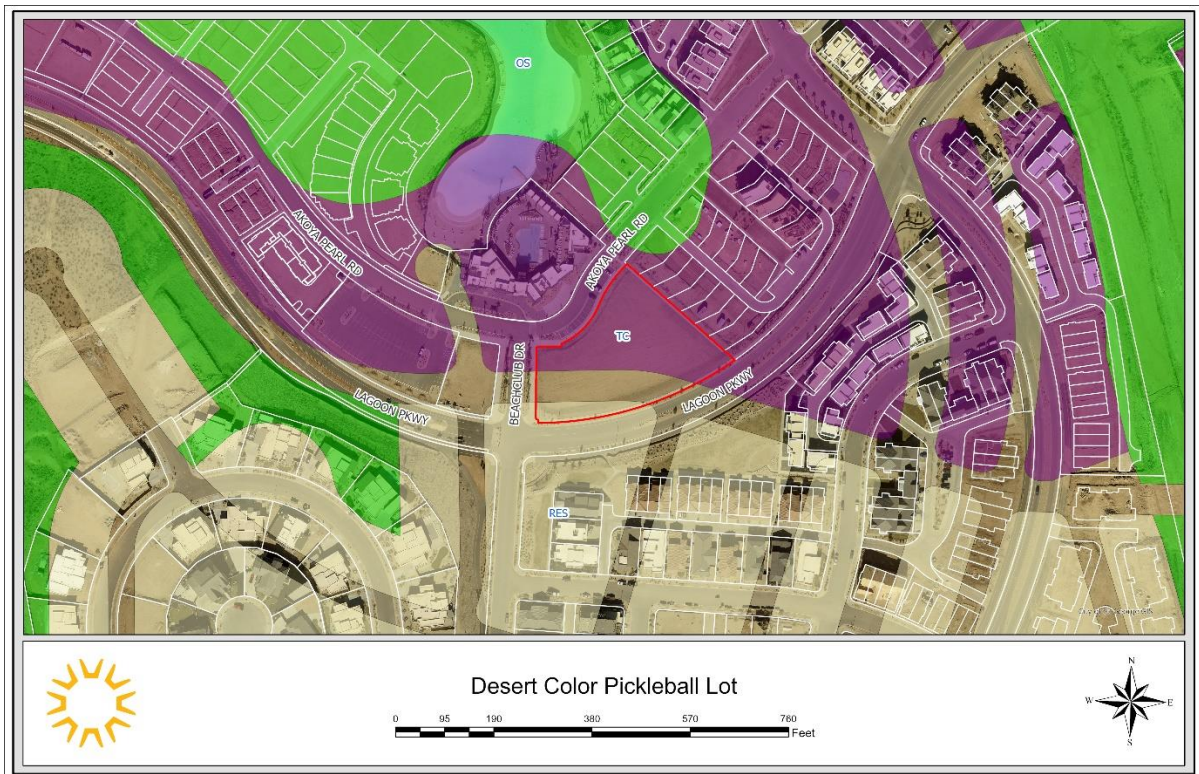 OS
AKOYA PEARL RD
AKOYA PEARL RD
TC
BEACHCLUB DR
LAGOON PKWY
LAGOON PKWY
RES
Desert Color Pickleball Lot
0 95 190 380 570 760
Feet
N
W E
S